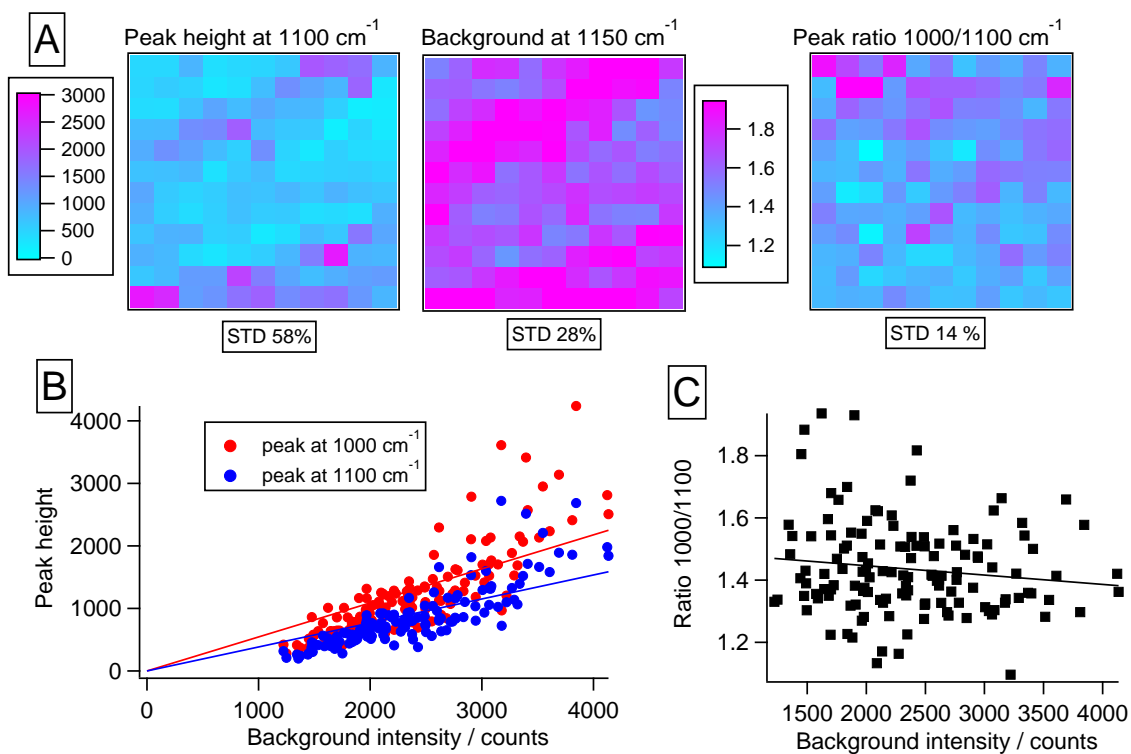 A
Peak height at 1100 cm⁻¹
Background at 1150 cm⁻¹
Peak ratio 1000/1100 cm⁻¹
3000
2500
2000
1500
1000
500
0
1.8
1.6
1.4
1.2
STD 58%
STD 28%
STD 14 %
B
peak at 1000 cm⁻¹
peak at 1100 cm⁻¹
4000
3000
2000
1000
0
Peak height
0 1000 2000 3000 4000
Background intensity / counts
C
1.8
1.6
1.4
1.2
Ratio 1000/1100
1500 2000 2500 3000 3500 4000
Background intensity / counts